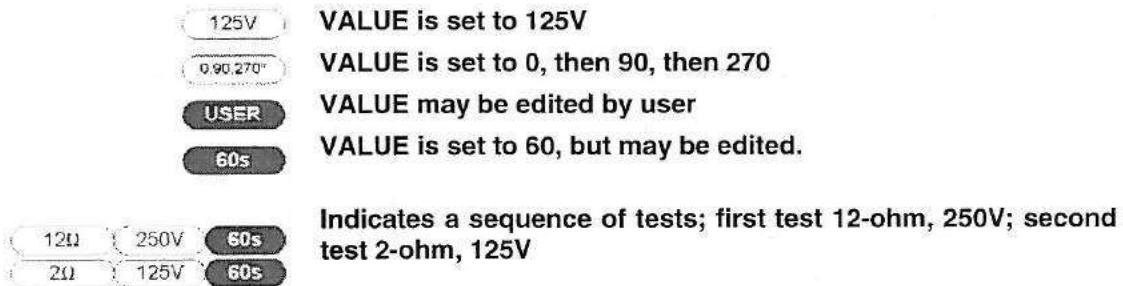 125V VALUE is set to 125V
0,90,270° VALUE is set to 0, then 90, then 270
USER VALUE may be edited by user
60s VALUE is set to 60, but may be edited.
Indicates a sequence of tests; first test 12-ohm, 250V; second
12Ω 250V 60s
test 2-ohm, 125V
2Ω 125V 60s